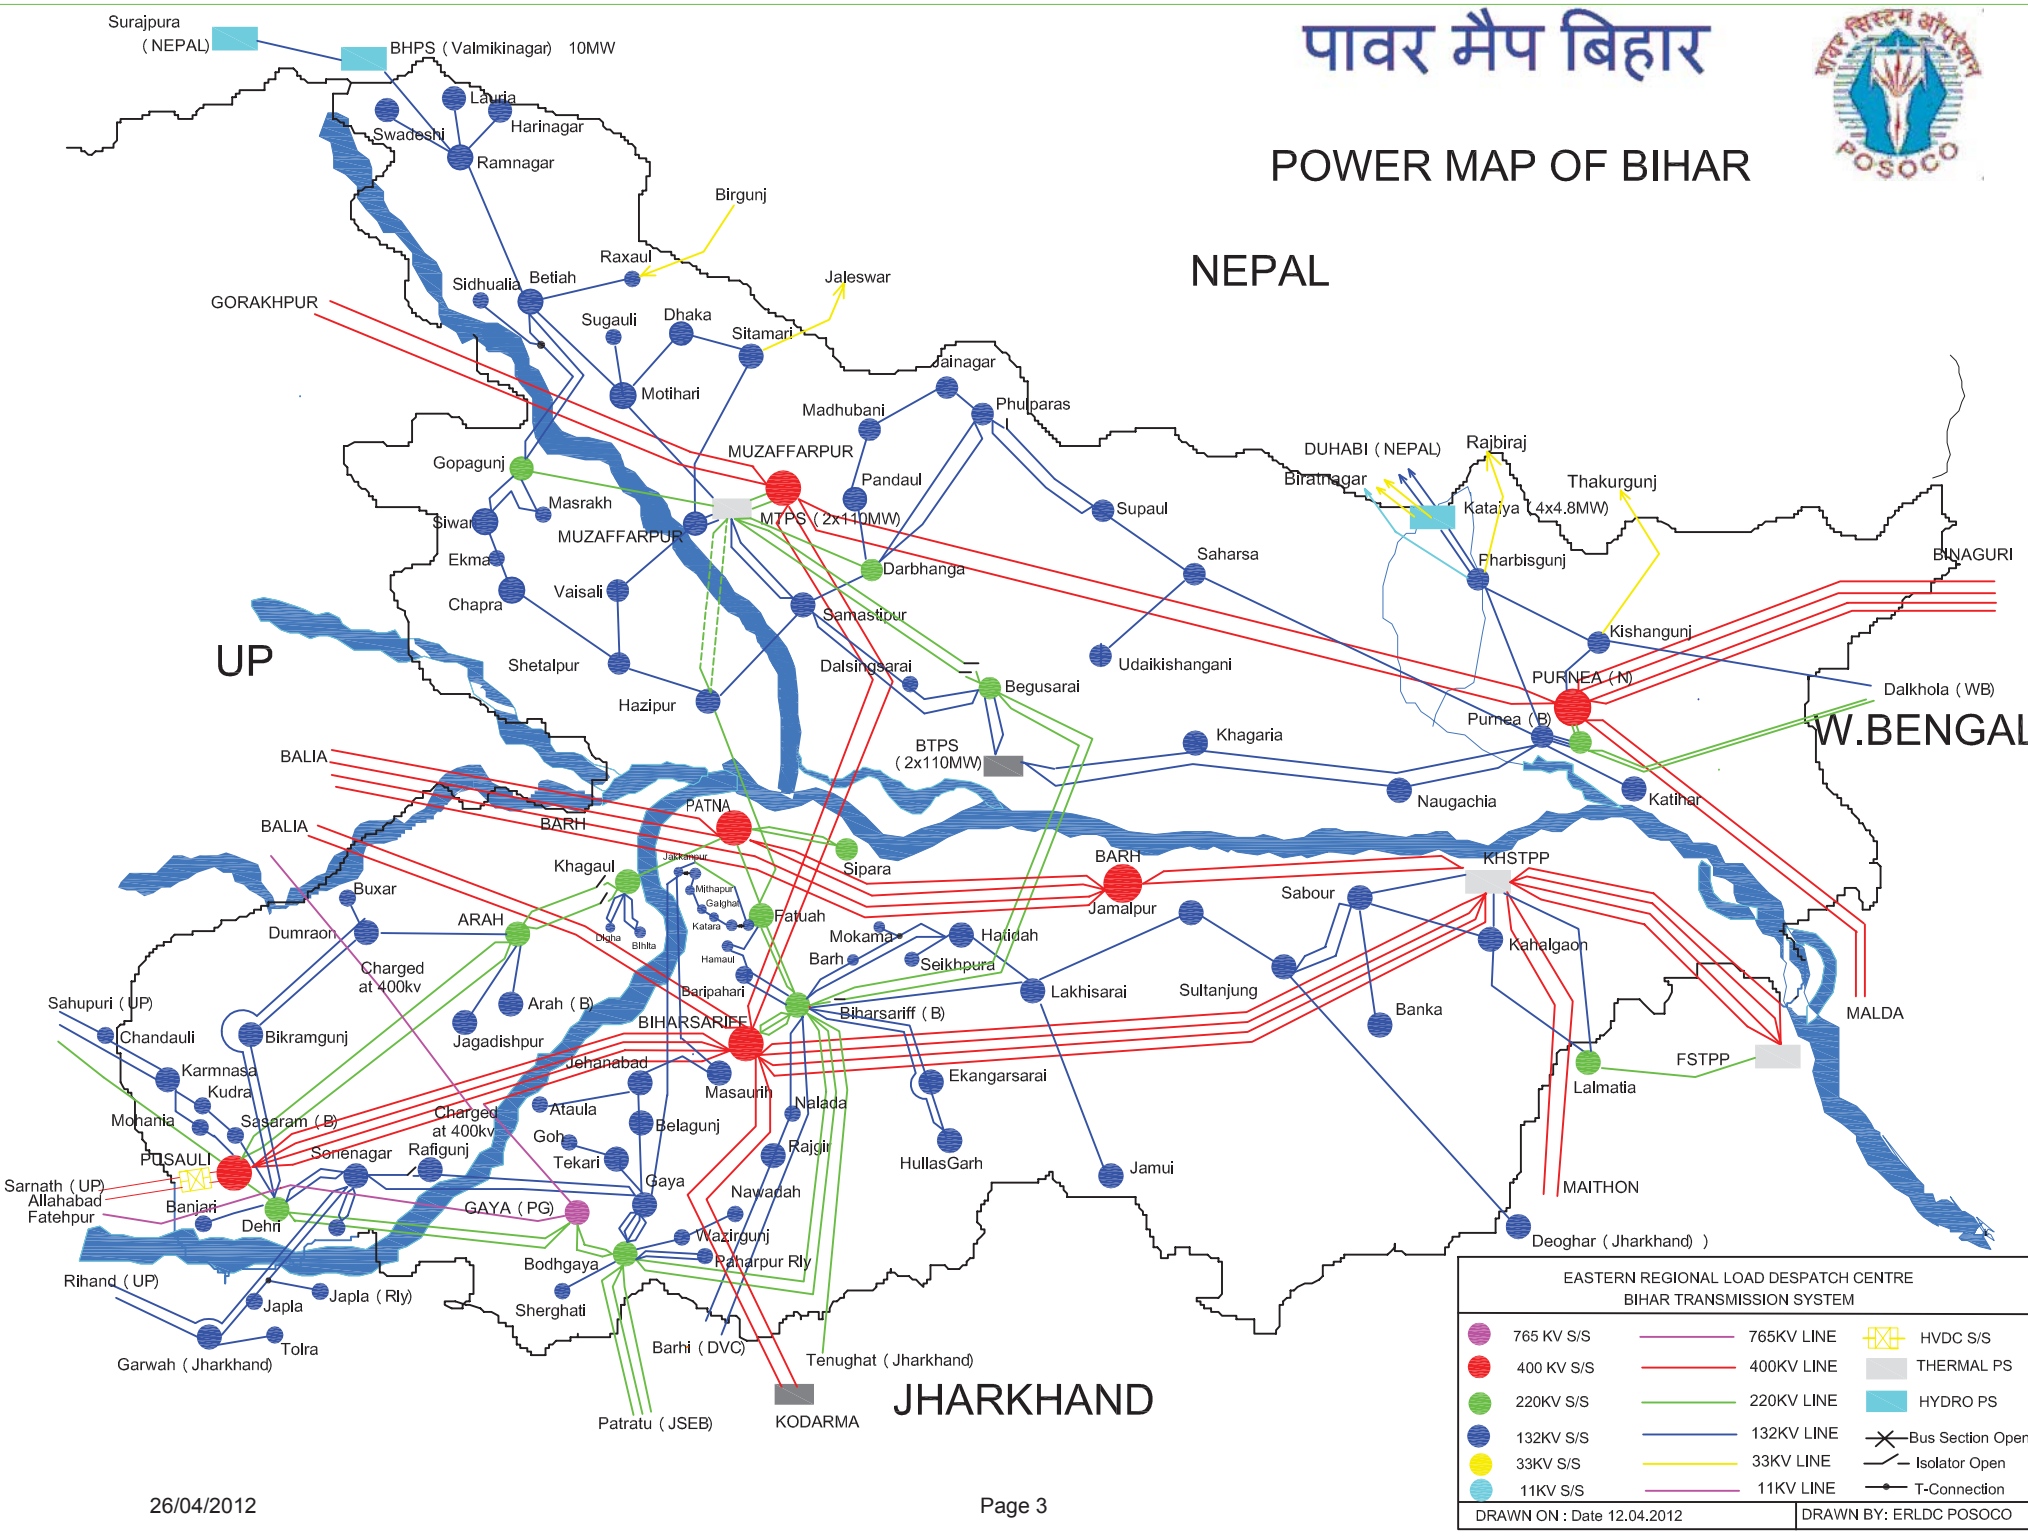 Surajpura
( NEPAL)
BHPS ( Valmikinagar) 10MW
पावर मैप बिहार
पावर सिस्टम ऑपरेशन
POSOCO
POWER MAP OF BIHAR
Lauria
Swadeshi
Harinagar
Ramnagar
Birgunj
NEPAL
Raxaul
Jaleswar
Sidhualia
Betiah
GORAKHPUR
Sugauli
Dhaka
Sitamari
Jainagar
Motihari
Madhubani
Phulparas
MUZAFFARPUR
DUHABI ( NEPAL)
Rajbiraj
Gopagunj
Pandaul
Biratnagar
Thakurgunj
Masrakh
Supaul
Kataiya (4x4.8MW)
Siwan
MTPS ( 2x110MW)
MUZAFFARPUR
Ekma
Darbhanga
Saharsa
Pharbisgunj
BINAGURI
Chapra
Vaisali
Samastipur
Kishangunj
UP
Shetalpur
Dalsingsarai
Udaikishangani
Begusarai
PURNEA ( N)
Dalkhola ( WB)
Hazipur
Purnea ( B)
W.BENGAL
BALIA
BTPS
( 2x110MW)
Khagaria
Naugachia
Katihar
PATNA
BALIA
BARH
Jakkanpur
Sipara
BARH
KHSTPP
Khagaul
Mithapur
Buxar
Gaighat
Fatuah
Jamalpur
Sabour
ARAH
Katara
Dumraon
Digha
Bihita
Mokama
Hatidah
Kahalgaon
Hamaul
Barh
Seikhpura
Charged
at 400kv
Baripahari
Lakhisarai
Sultanjung
Sahupuri ( UP)
Arah ( B)
Biharsariff ( B)
Banka
MALDA
Chandauli
Bikramgunj
BIHARSARIFF
Jagadishpur
Jehanabad
FSTPP
Karmnasa
Masaurih
Ekangarsarai
Lalmatia
Kudra
Ataula
Nalada
Mohania
Sasaram ( B)
Charged
at 400kv
Belagunj
Goh
Rajgir
PUSAULI
Sonenagar
Rafigunj
Tekari
HullasGarh
Jamui
Sarnath ( UP)
Allahabad
Fatehpur
Gaya
Nawadah
MAITHON
Banjari
Dehri
GAYA ( PG)
Wazirgunj
Deoghar ( Jharkhand) )
Bodhgaya
Paharpur Rly
Rihand ( UP)
Japla
Japla ( Rly)
Sherghati
Garwah ( Jharkhand)
Tolra
Barhi ( DVC)
Tenughat ( Jharkhand)
JHARKHAND
Patratu ( JSEB)
KODARMA
EASTERN REGIONAL LOAD DESPATCH CENTRE
BIHAR TRANSMISSION SYSTEM
765 KV S/S 765KV LINE HVDC S/S
400 KV S/S 400KV LINE THERMAL PS
220KV S/S 220KV LINE HYDRO PS
132KV S/S 132KV LINE Bus Section Open
33KV S/S 33KV LINE Isolator Open
11KV S/S 11KV LINE T-Connection
DRAWN ON : Date 12.04.2012 DRAWN BY: ERLDC POSOCO
26/04/2012
Page 3